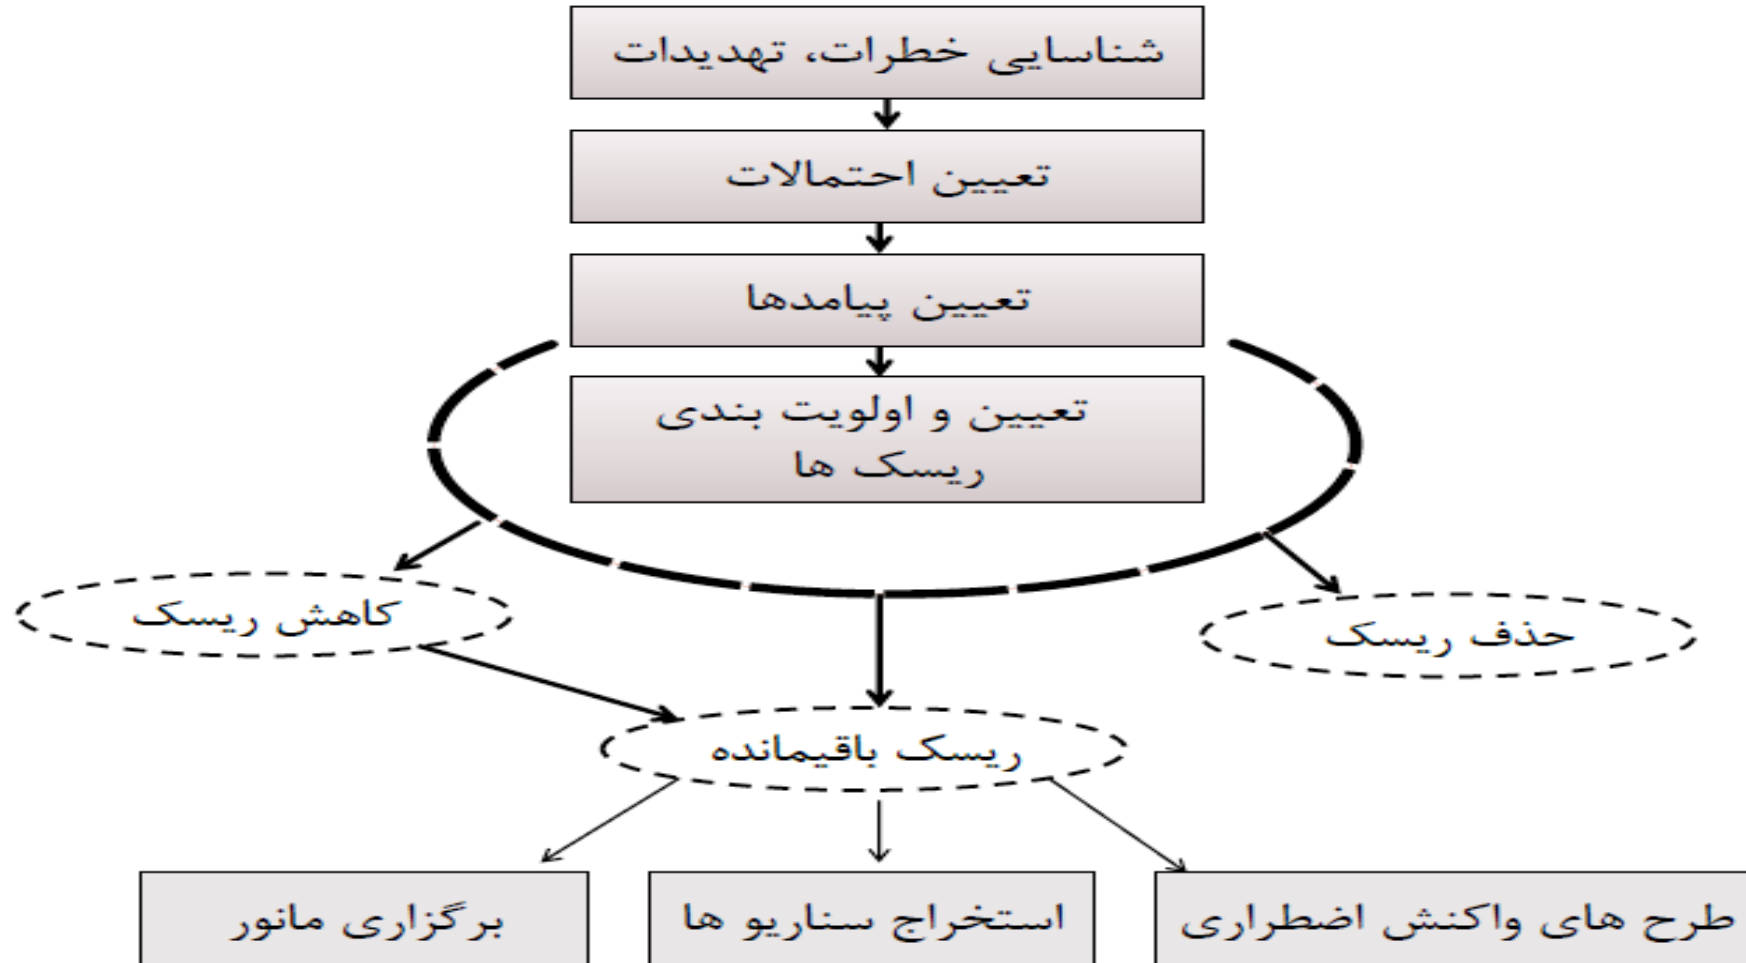 شناسایی خطرات، تهدیدات
تعیین احتمالات
تعیین پیامدها
تعیین و اولویت بندی
ریسک ها
حذف ریسک
کاهش ریسک
ریسک باقیمانده
طرح های واکنش اضطراری
استخراج سناریو ها
برگزاری مانور